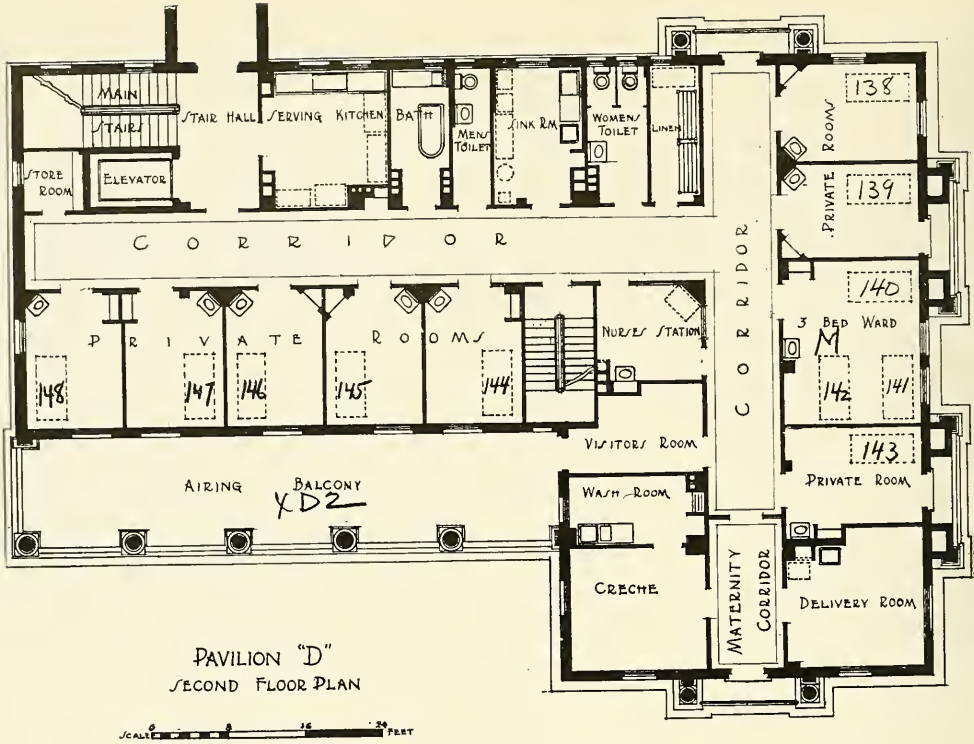 MAIN
STAIRS
STAIR HALL
SERVING KITCHEN
BATH
MENS
TOILET
SINK RM.
WOMENS
TOILET
LINEN
ROOMS
138
STORE
ROOM
ELEVATOR
PRIVATE
139
CORRIDOR
CORRIDOR
140
3 BED WARD
M
142
141
PRIVATE ROOMS
148
147
146
145
144
NURSES STATION
VISITORS ROOM
143
PRIVATE ROOM
AIRING BALCONY
XD2
WASH-ROOM
CRECHE
MATERNITY
CORRIDOR
DELIVERY ROOM
PAVILION "D"
SECOND FLOOR PLAN
SCALE 0 8 16 24 FEET